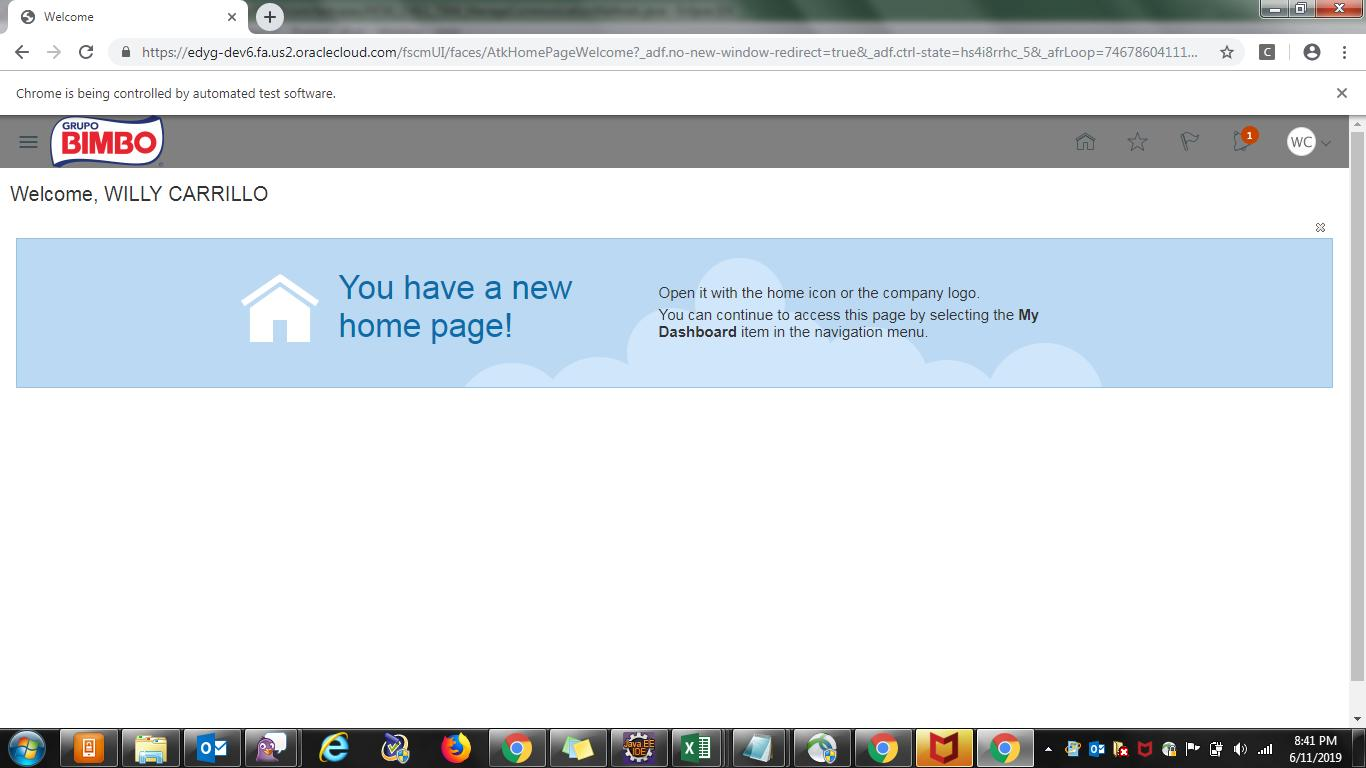 Welcome
https://edyg-dev6.fa.us2.oraclecloud.com/fscmUI/faces/AtkHomePageWelcome?_adf.no-new-window-redirect=true&_adf.ctrl-state=hs4i8rrhc_5&_afrLoop=74678604111...
C
Chrome is being controlled by automated test software.
GRUPO
BIMBO
1
WC
Welcome, WILLY CARRILLO
You have a new
home page!
Open it with the home icon or the company logo.
You can continue to access this page by selecting the My
Dashboard item in the navigation menu.
Java EE
IDE
8:41 PM
6/11/2019